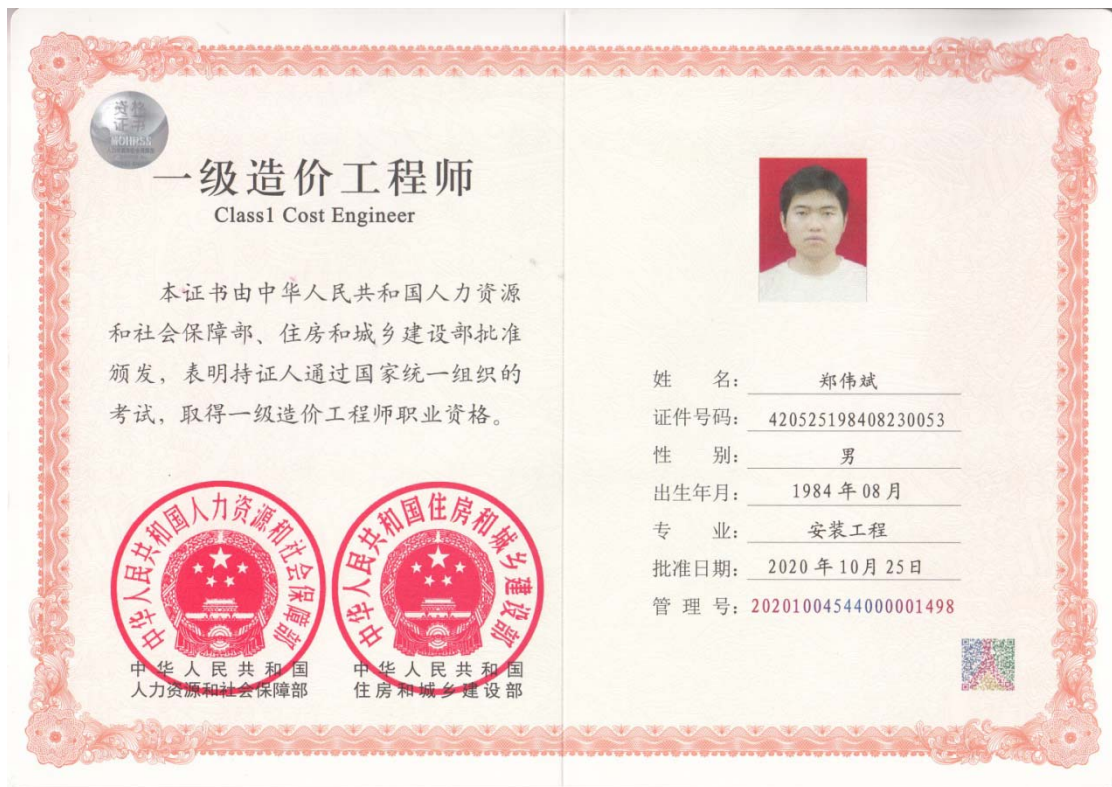 资格
证书
MOHRSS
一级造价工程师
Class1 Cost Engineer
本证书由中华人民共和国人力资源
和社会保障部、住房和城乡建设部批准
颁发，表明持证人通过国家统一组织的
考试，取得一级造价工程师职业资格。
中华人民共和国人力资源和社会保障部
中华人民共和国住房和城乡建设部
中华人民共和国
人力资源和社会保障部
中华人民共和国
住房和城乡建设部
姓 名：郑伟斌
证件号码：420525198408230053
性 别：男
出生年月：1984年08月
专 业：安装工程
批准日期：2020年10月25日
管 理 号：20201004544000001498